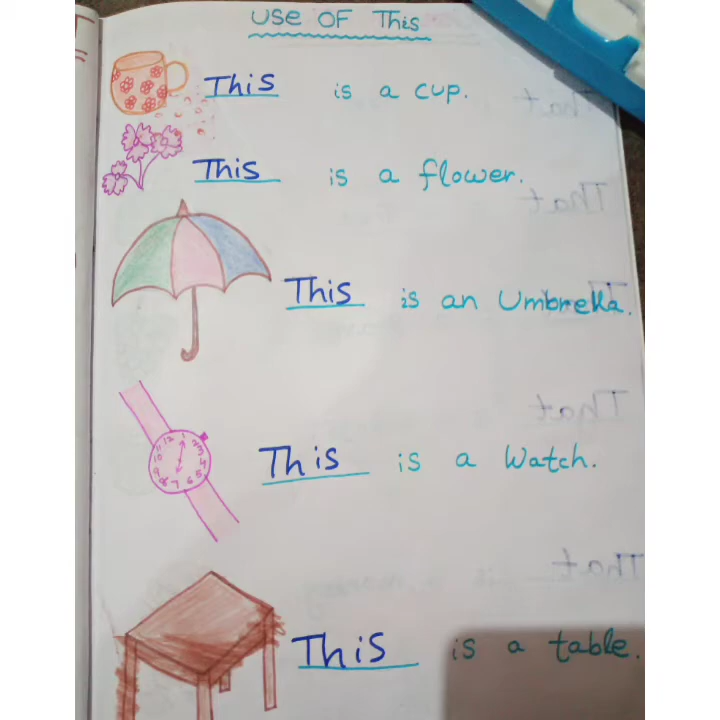 Use OF This
This is a cup.
This is a flower.
This is an Umbrella.
This is a Watch.
This is a table.